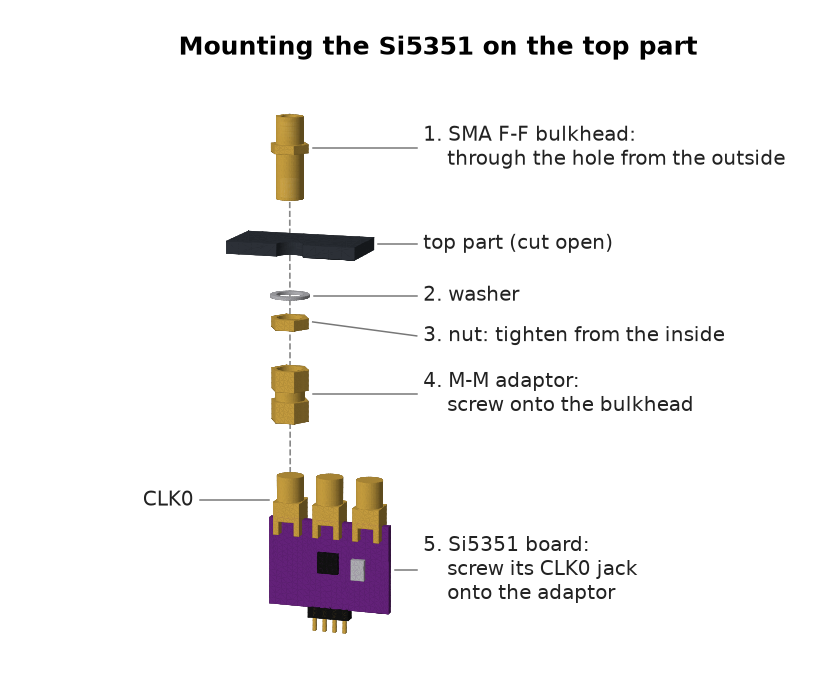 Mounting the Si5351 on the top part
1. SMA F-F bulkhead:
through the hole from the outside
top part (cut open)
2. washer
3. nut: tighten from the inside
4. M-M adaptor:
screw onto the bulkhead
CLK0
5. Si5351 board:
screw its CLK0 jack
onto the adaptor